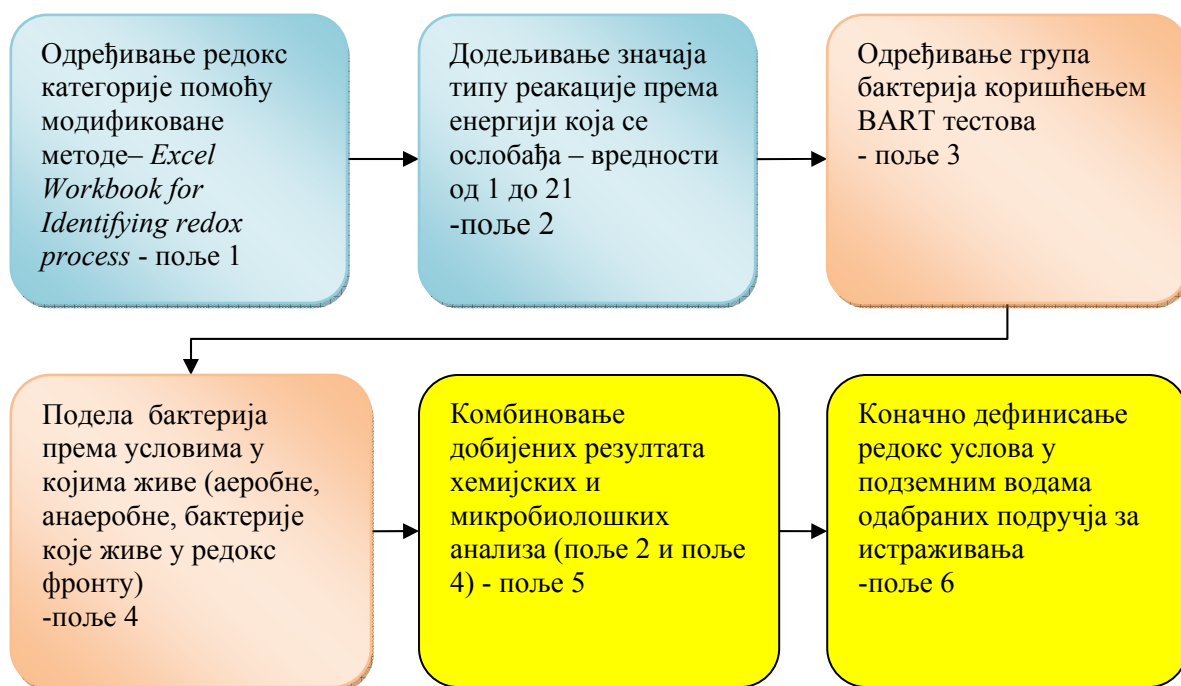 Одређивање редокс
категорије помоћу
модификоване
методе– Excel
Workbook for
Identifying redox
process - поље 1
Додељивање значаја
типу реакације према
енергији која се
ослобађа – вредности
од 1 до 21
-поље 2
Одређивање група
бактерија коришћењем
BART тестова
- поље 3
Подела  бактерија
према условима у
којима живе (аеробне,
анаеробне, бактерије
које живе у редокс
фронту)
-поље 4
Комбиновање
добијених резултата
хемијских и
микробиолошких
анализа (поље 2 и поље
4) - поље 5
Коначно дефинисање
редокс услова у
подземним водама
одабраних подручја за
истраживања
-поље 6